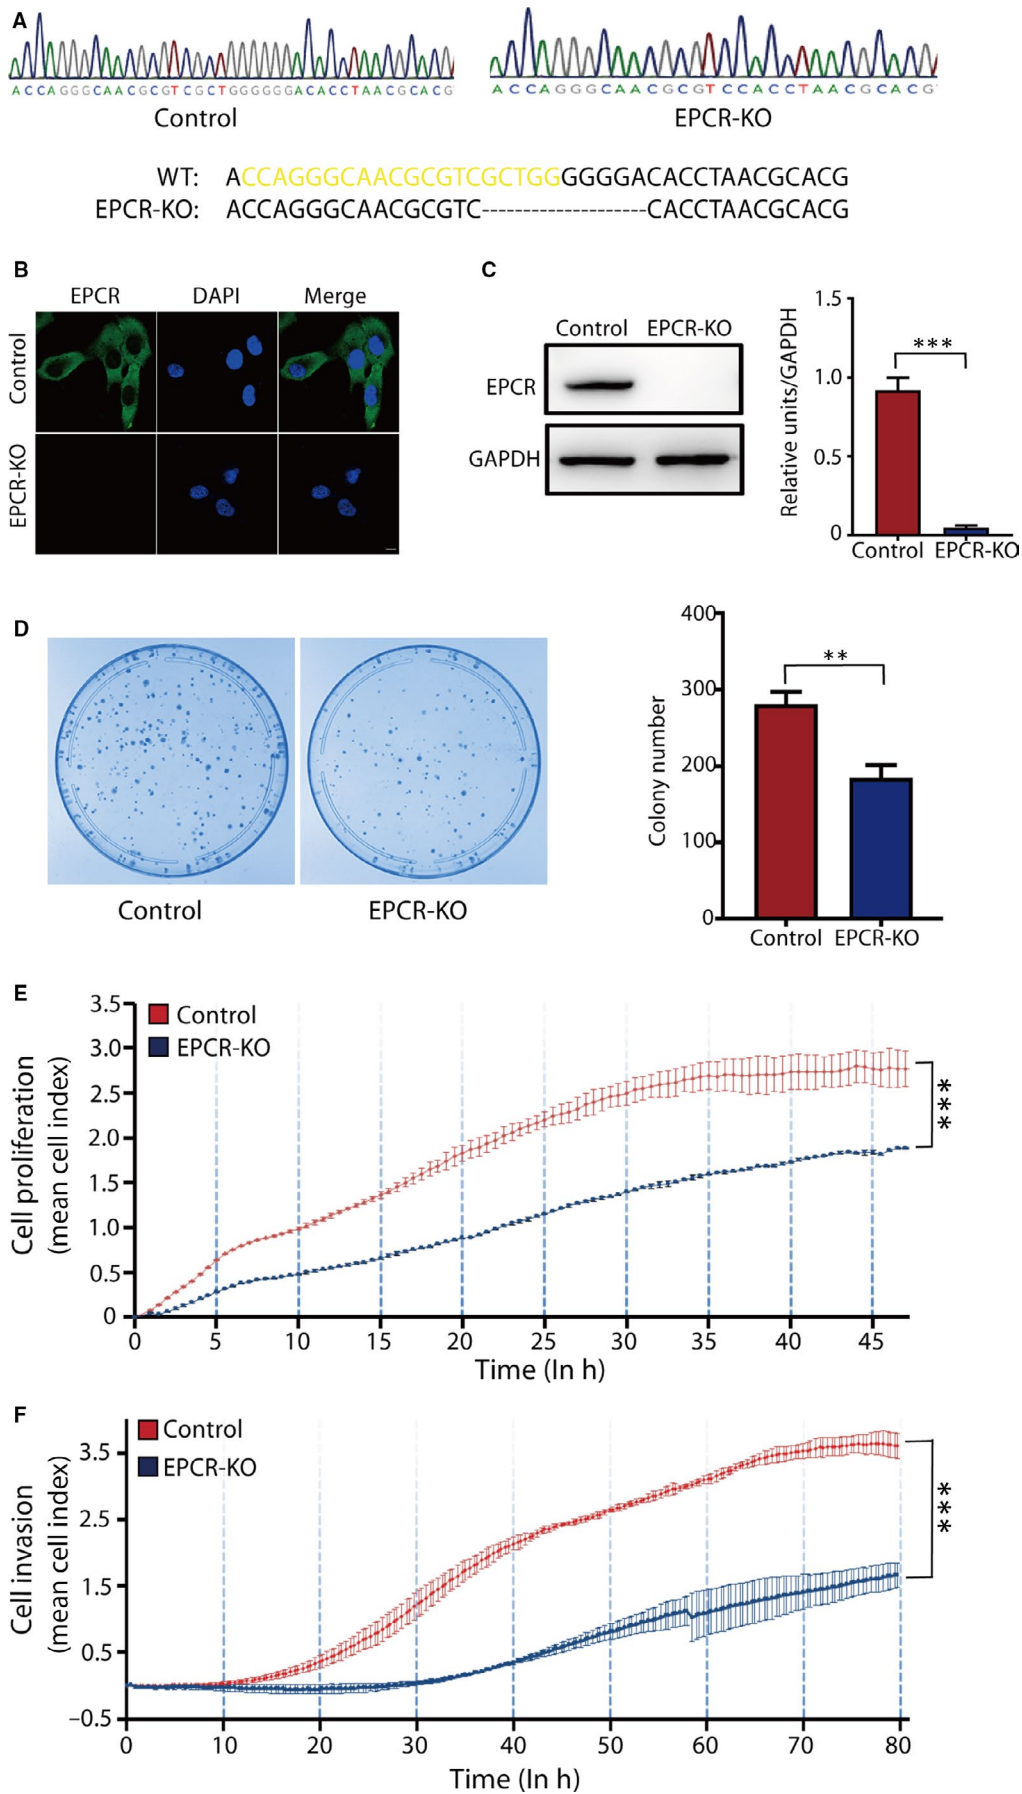 A
ACCAGGGCAACGCGTCGCTGGGGGGACACCTAACGCACG
ACCAGGGCAACGCGTCCACCTAACGCACG
Control
EPCR-KO
WT: ACCAGGGCAACGCGTCGCTGGGGGGACACCTAACGCACG
EPCR-KO: ACCAGGGCAACGCGTC-------------------CACCTAACGCACG
B
EPCR DAPI Merge
Control
EPCR-KO
C
Control EPCR-KO
EPCR
GAPDH
Relative units/GAPDH
1.5
1.0
0.5
0
***
Control EPCR-KO
D
Control
EPCR-KO
Colony number
400
300
200
100
0
**
Control EPCR-KO
E
Cell proliferation
(mean cell index)
3.5
3.0
2.5
2.0
1.5
1.0
0.5
0
Control
EPCR-KO
***
0 5 10 15 20 25 30 35 40 45
Time (In h)
F
Cell invasion
(mean cell index)
3.5
2.5
1.5
0.5
−0.5
Control
EPCR-KO
***
0 10 20 30 40 50 60 70 80
Time (In h)